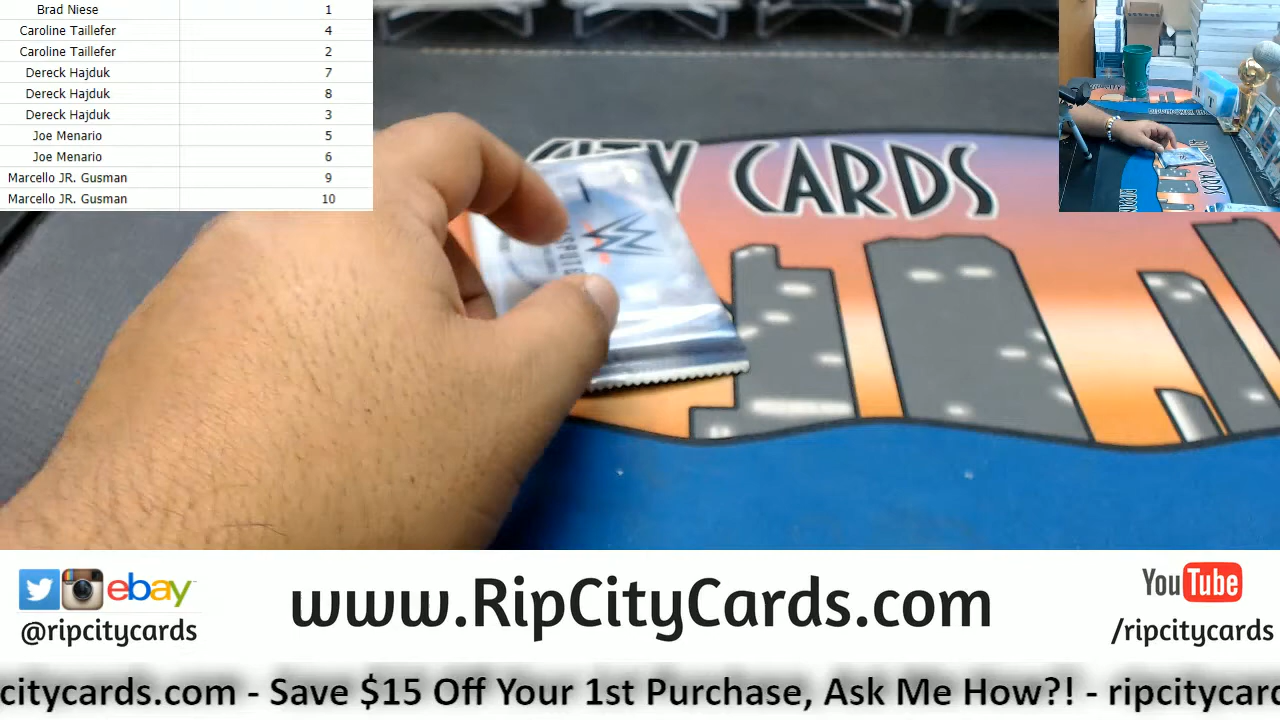 Brad Niese 1
Caroline Taillefer 4
Caroline Taillefer 2
Dereck Hajduk 7
Dereck Hajduk 8
Dereck Hajduk 3
Joe Menario 5
Joe Menario 6
Marcello JR. Gusman 9
Marcello JR. Gusman 10
CITY CARDS
ebay
@ripcitycards
www.RipCityCards.com
YouTube
/ripcitycards
citycards.com - Save $15 Off Your 1st Purchase, Ask Me How?! - ripcitycard